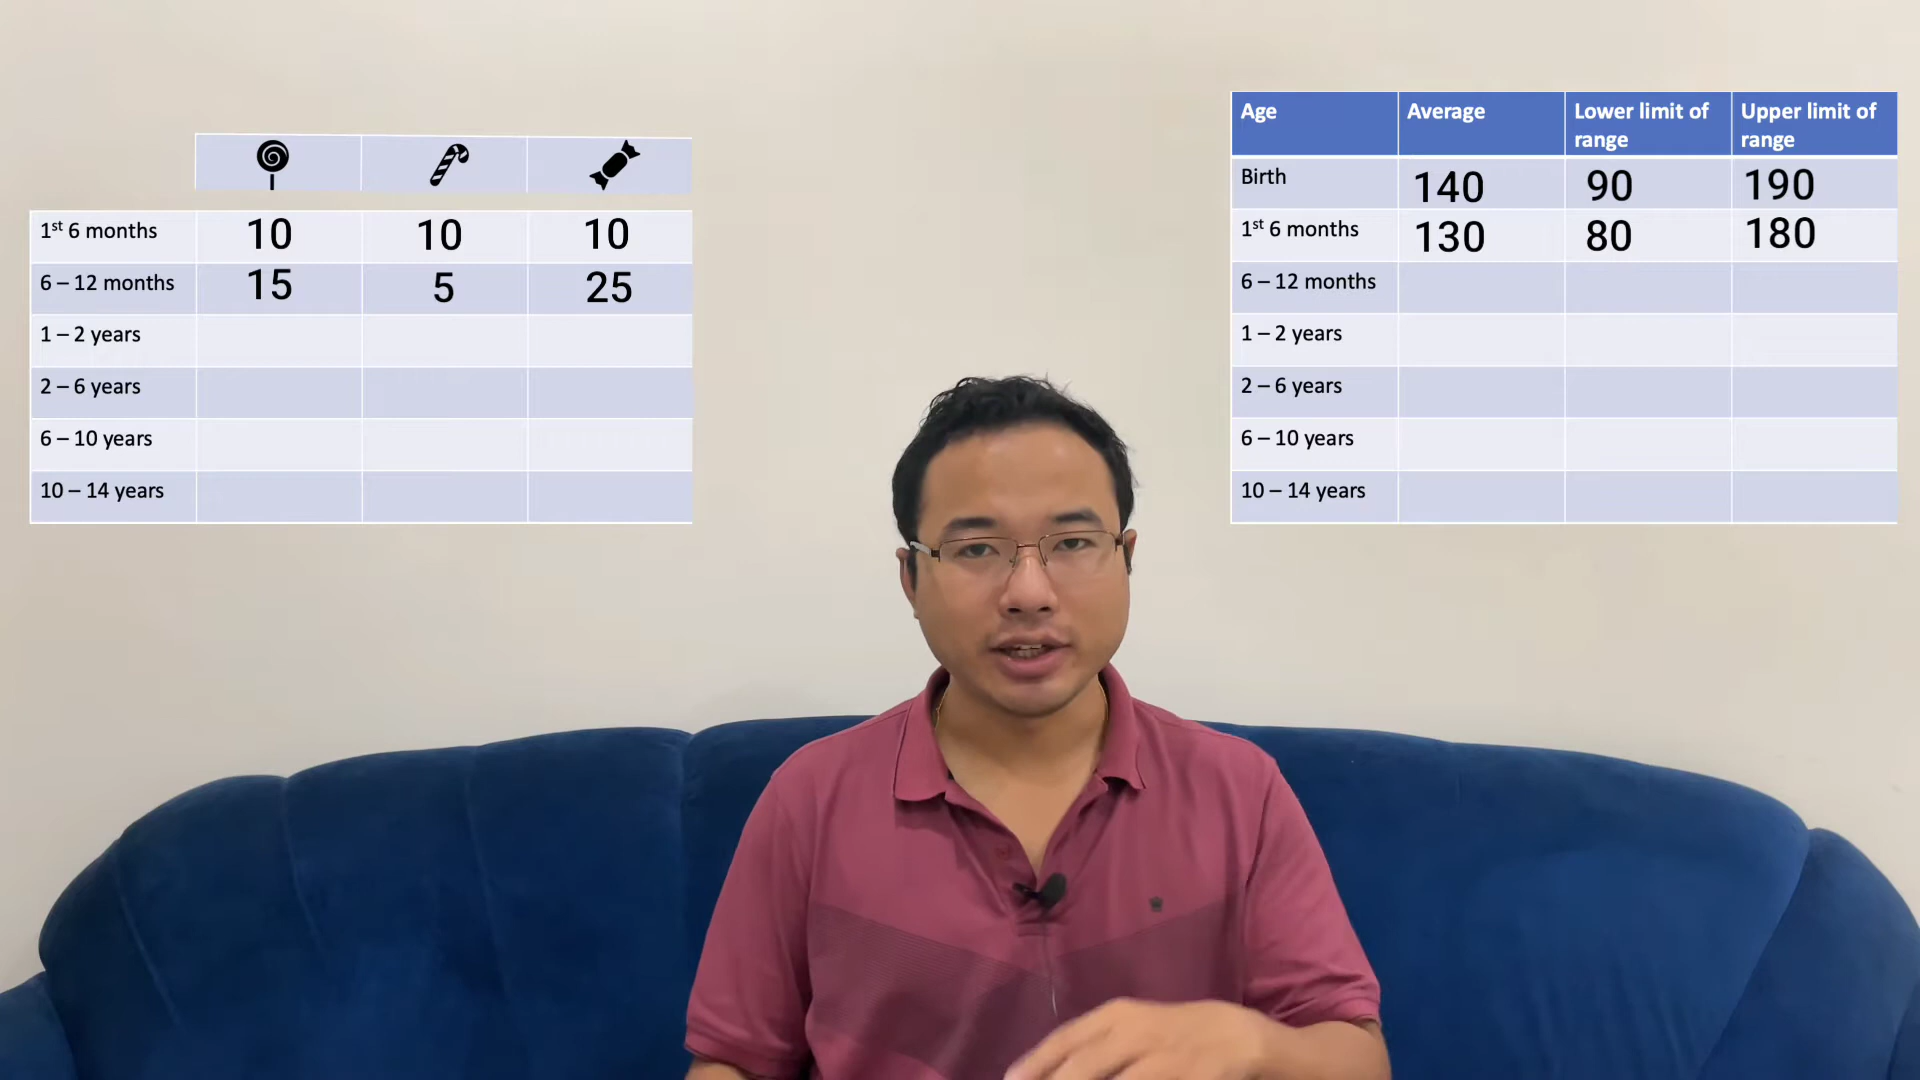 1st 6 months 10 10 10
6 – 12 months 15 5 25
1 – 2 years
2 – 6 years
6 – 10 years
10 – 14 years
Age Average Lower limit of range Upper limit of range
Birth 140 90 190
1st 6 months 130 80 180
6 – 12 months
1 – 2 years
2 – 6 years
6 – 10 years
10 – 14 years